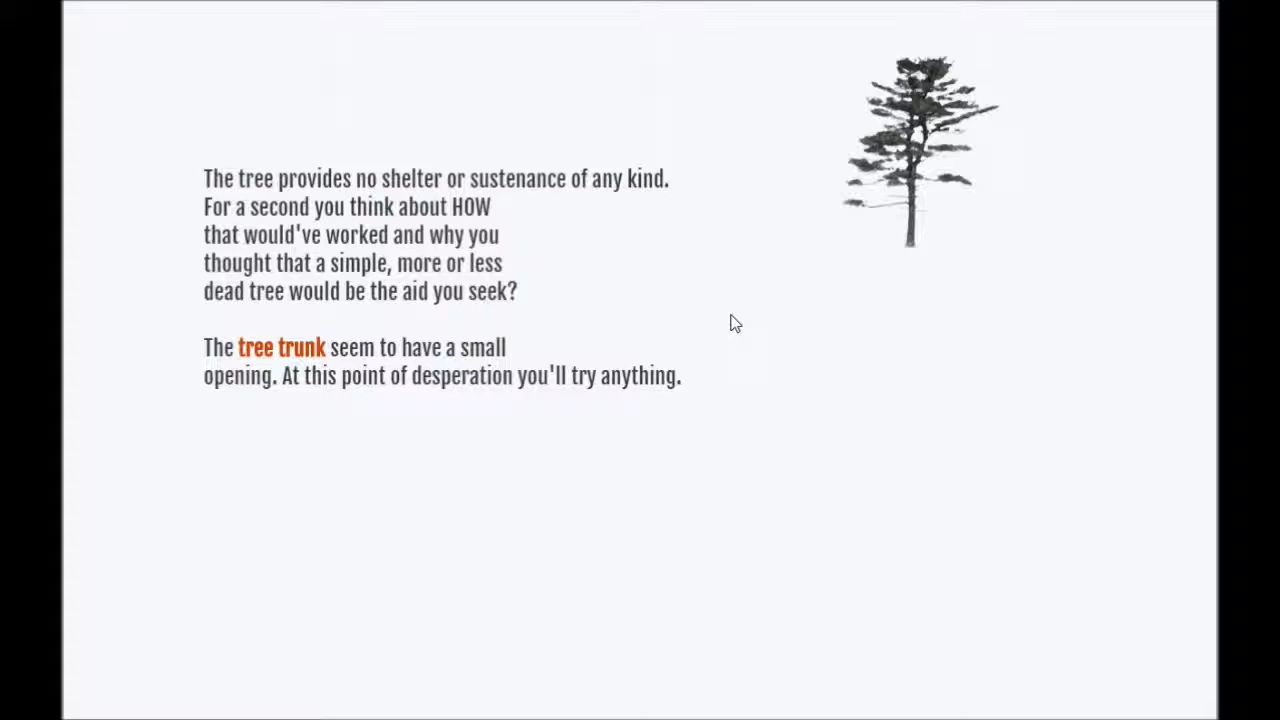 The tree provides no shelter or sustenance of any kind.
For a second you think about HOW
that would've worked and why you
thought that a simple, more or less
dead tree would be the aid you seek?
The tree trunk seem to have a small
opening. At this point of desperation you'll try anything.